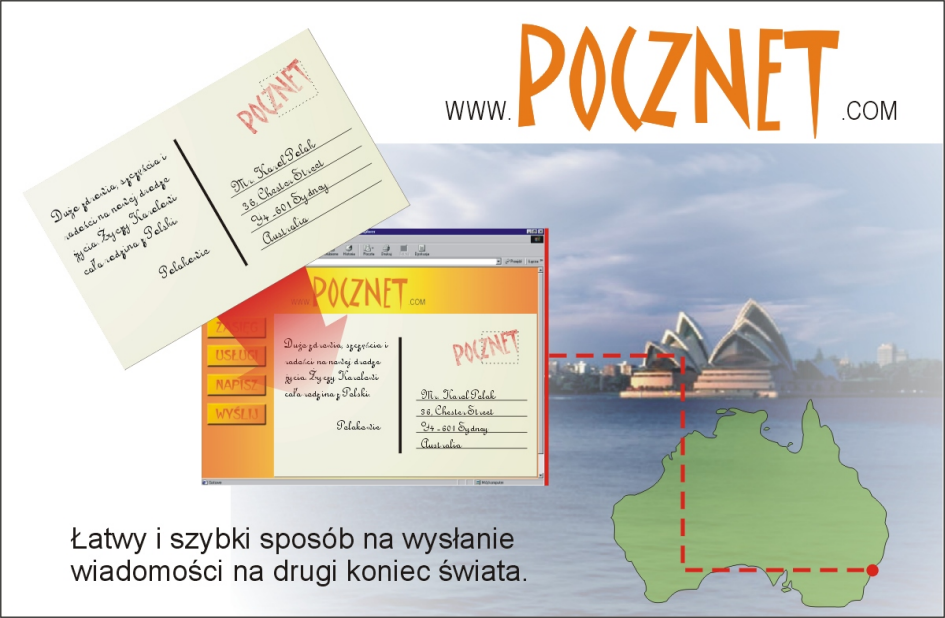 WWW.POCZNET.COM
POCZNET
Dużo zdrowia, szczęścia i
radości na nowej drodze
życia Życzy Karolowi
cała rodzina z Polski.
Polakowie
Mr. Karol Polak
36, Chester Street
Y4-601 Sydney
Australia
WWW.POCZNET.COM
USŁUGI
NAPISZ
WYŚLIJ
Dużo zdrowia, szczęścia i
radości na nowej drodze
życia Życzy Karolowi
cała rodzina z Polski.
Polakowie
POCZNET
Mr. Karol Polak
36, Chester Street
Y4-601 Sydney
Australia
Łatwy i szybki sposób na wysłanie
wiadomości na drugi koniec świata.